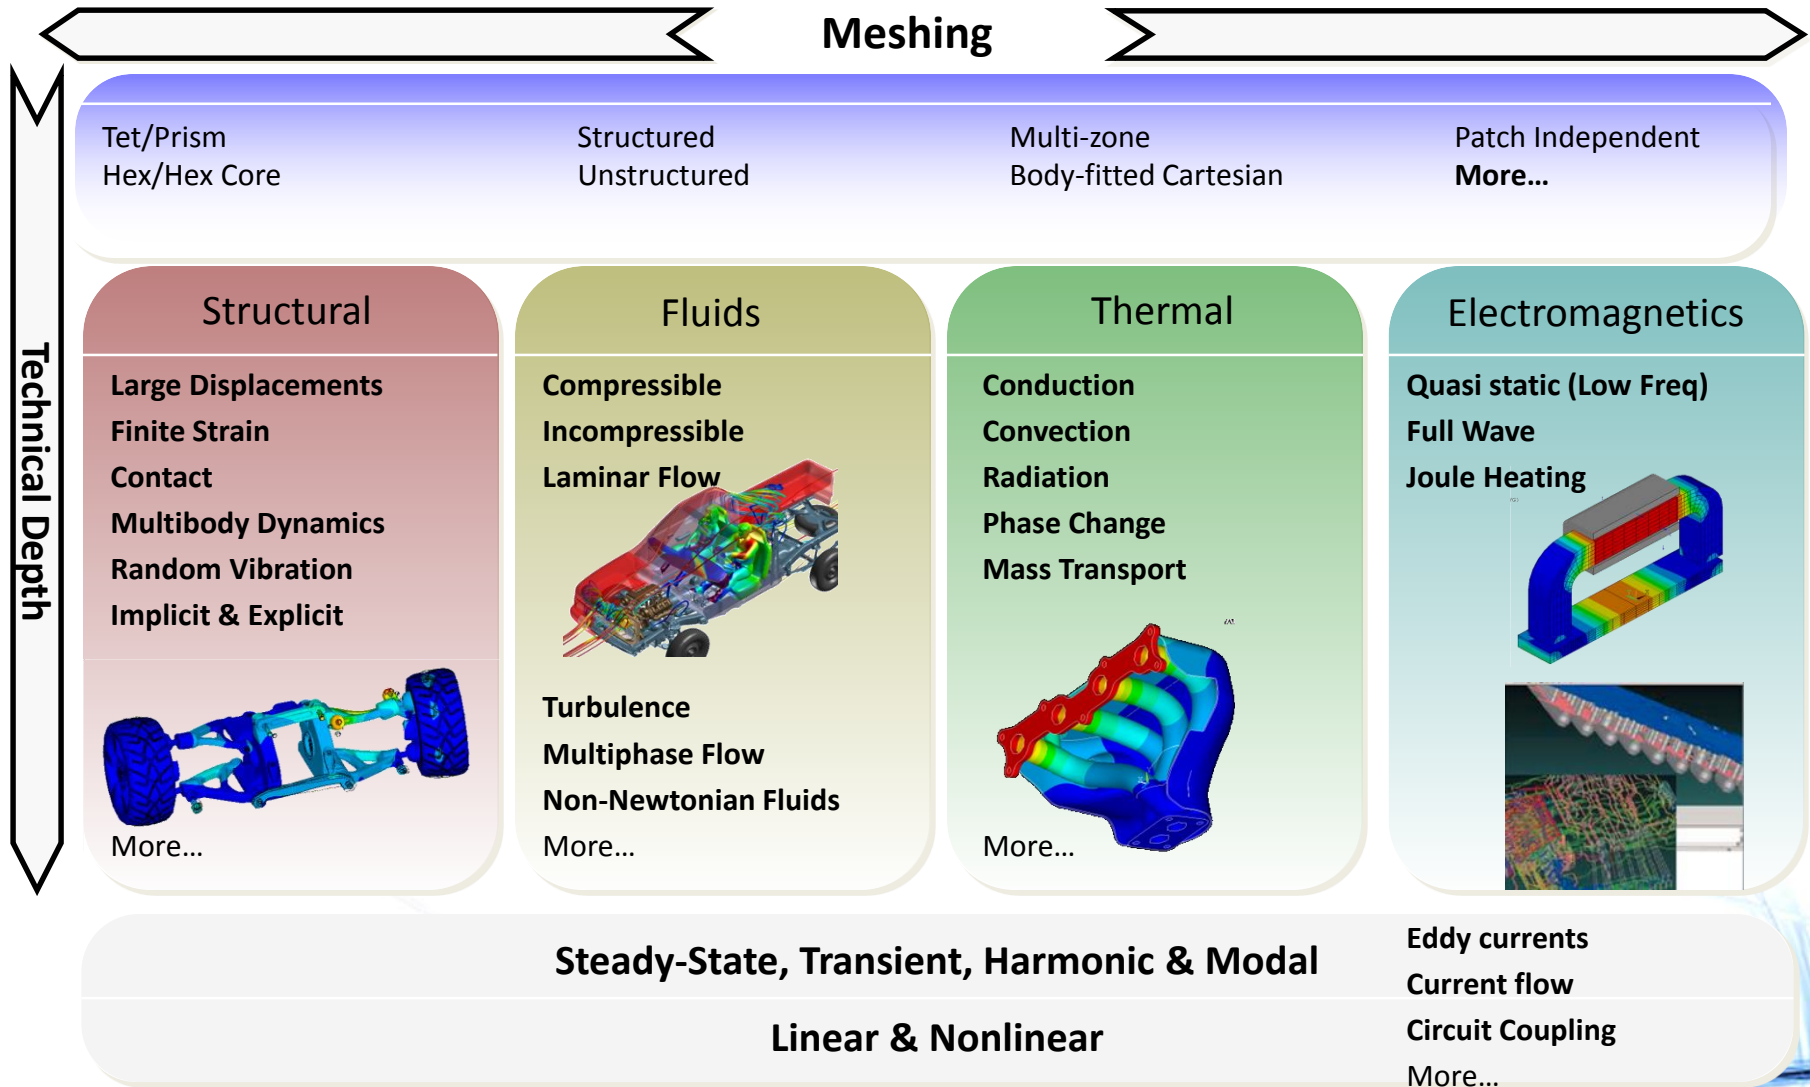 Meshing
Technical Depth
Tet/Prism
Hex/Hex Core
Structured
Unstructured
Multi-zone
Body-fitted Cartesian
Patch Independent
More...
Structural
Large Displacements
Finite Strain
Contact
Multibody Dynamics
Random Vibration
Implicit & Explicit
More...
Fluids
Compressible
Incompressible
Laminar Flow
Turbulence
Multiphase Flow
Non-Newtonian Fluids
More...
Thermal
Conduction
Convection
Radiation
Phase Change
Mass Transport
More...
Electromagnetics
Quasi static (Low Freq)
Full Wave
Joule Heating
Eddy currents
Current flow
Circuit Coupling
More...
Steady-State, Transient, Harmonic & Modal
Linear & Nonlinear